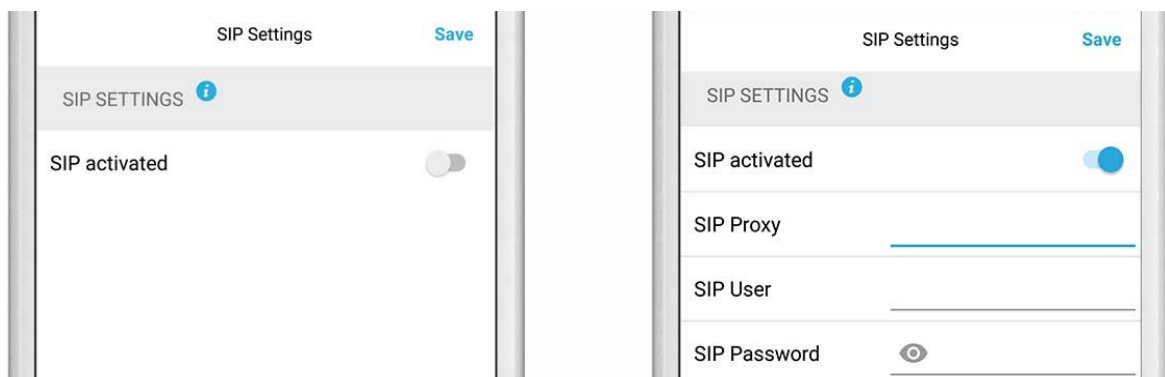 SIP Settings Save
SIP SETTINGS i
SIP activated
SIP Settings Save
SIP SETTINGS i
SIP activated
SIP Proxy
SIP User
SIP Password